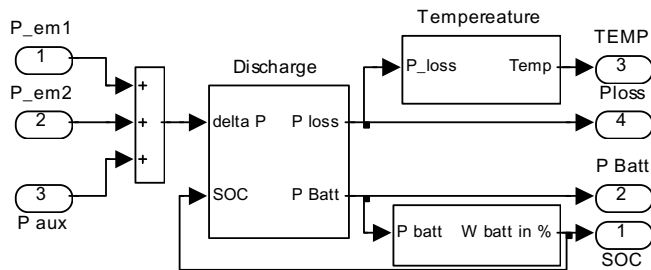 P_em1
1
P_em2
2
3
P aux
+
+
+
Discharge
delta P
P loss
SOC
P Batt
Tempereature
P_loss
Temp
TEMP
3
Ploss
4
P Batt
2
P batt
W batt in %
1
SOC